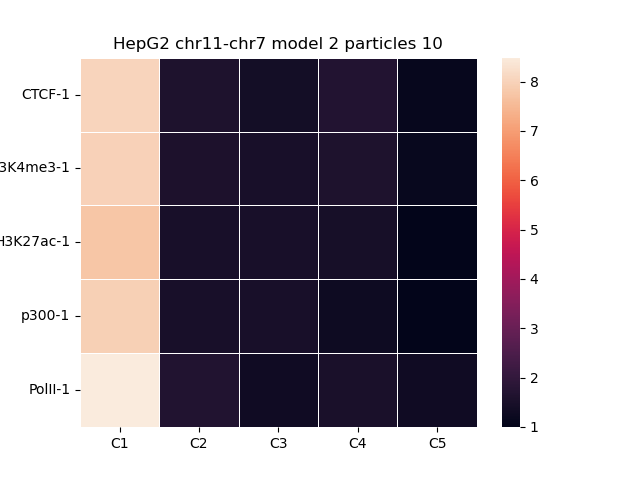 HepG2 chr11-chr7 model 2 particles 10
CTCF-1
3K4me3-1
H3K27ac-1
p300-1
PolII-1
C1 C2 C3 C4 C5
8
7
6
5
4
3
2
1